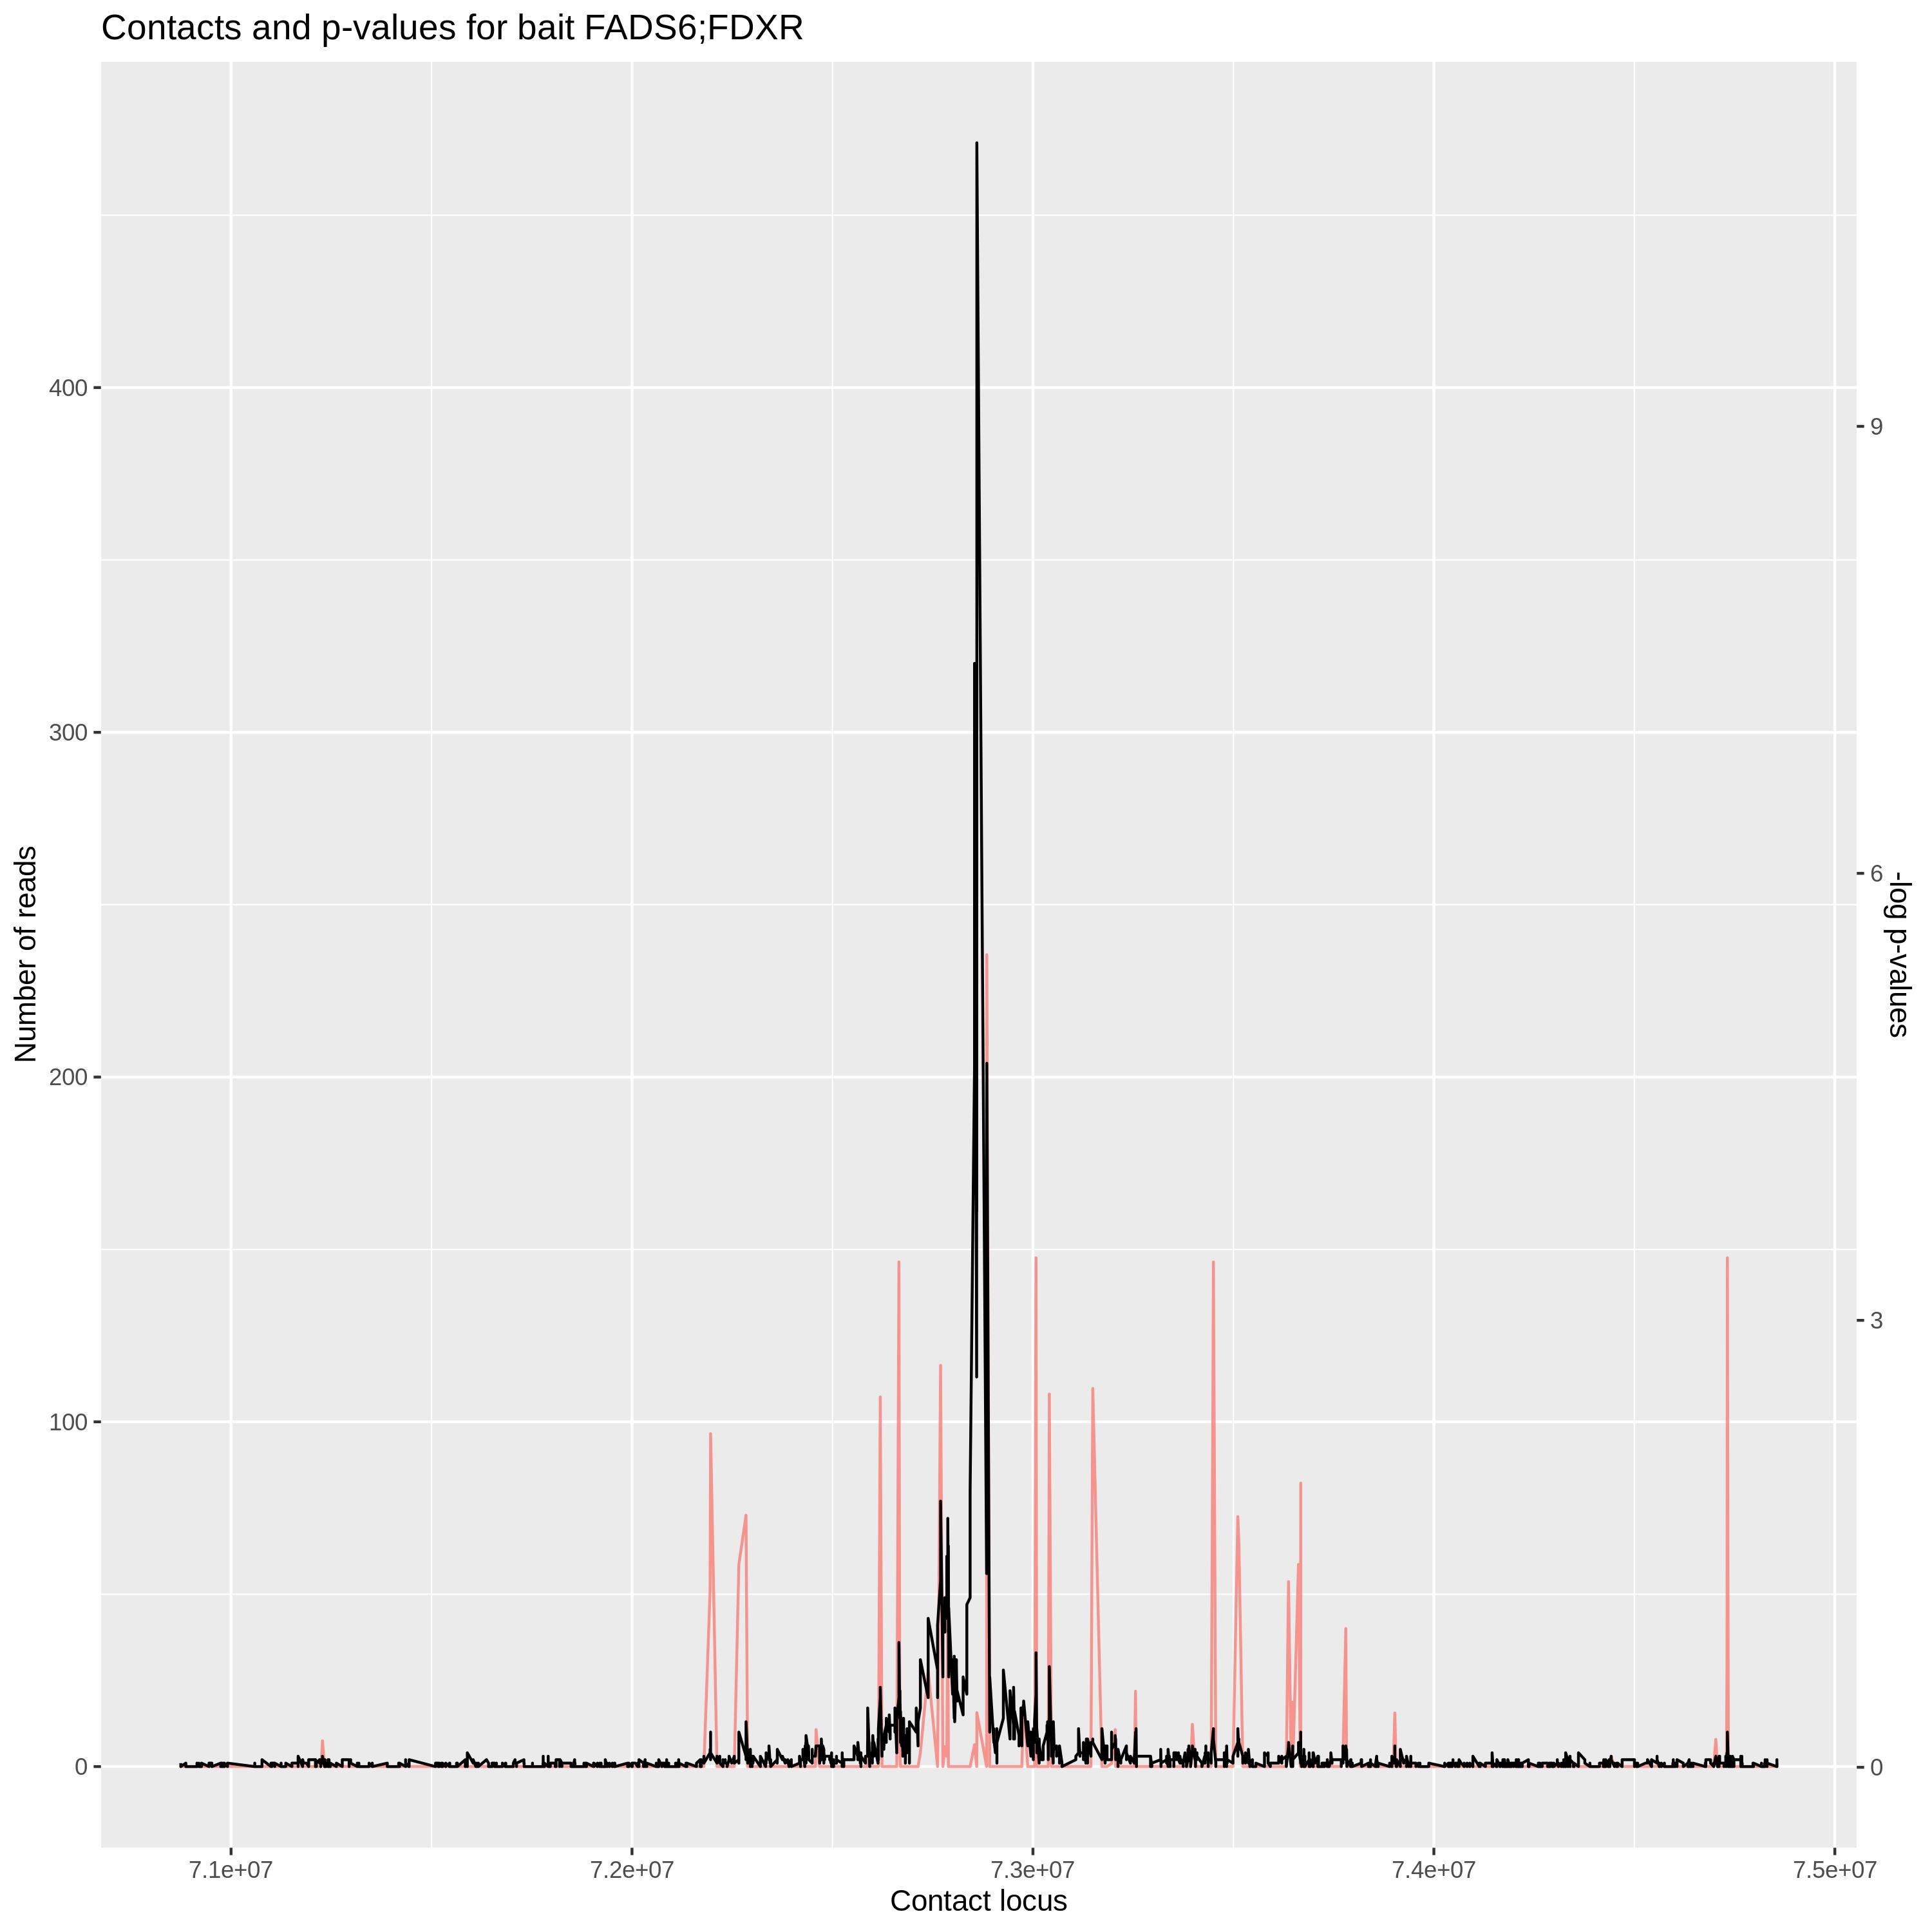 Contacts and p-values for bait FADS6;FDXR
Number of reads
400
300
200
100
0
9
6
3
0
-log p-values
7.1e+07
7.2e+07
7.3e+07
7.4e+07
7.5e+07
Contact locus